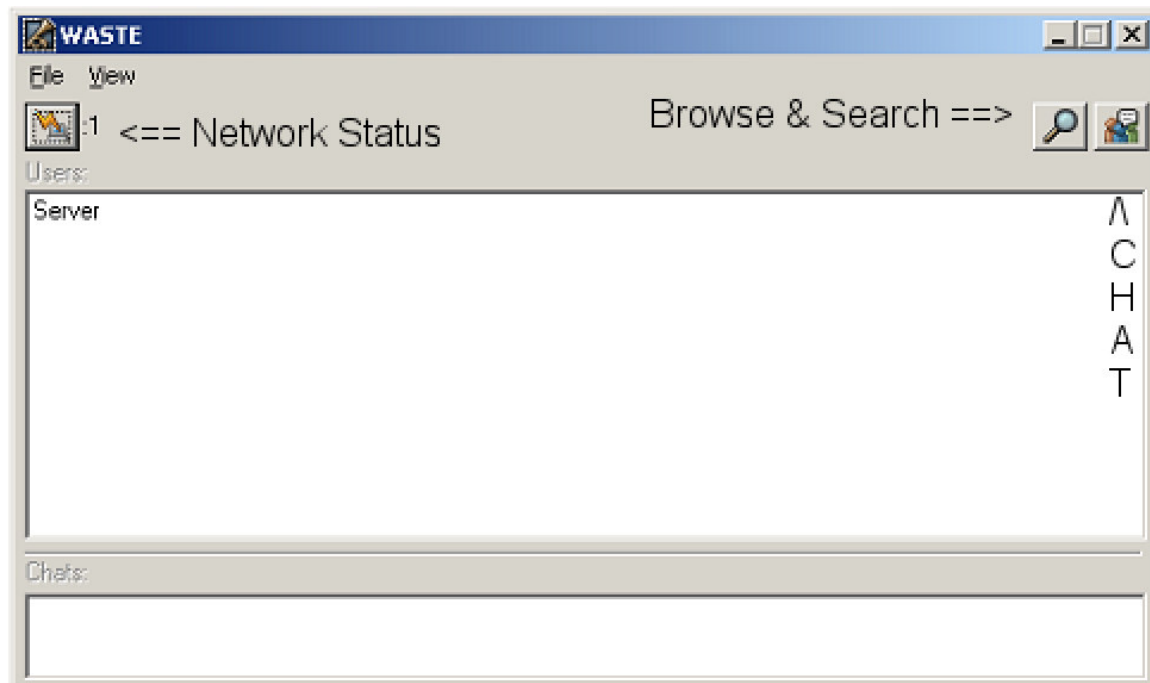 WASTE
File View
:1 <== Network Status
Browse & Search ==>
Users:
Server
Λ
C
H
A
T
Chats: